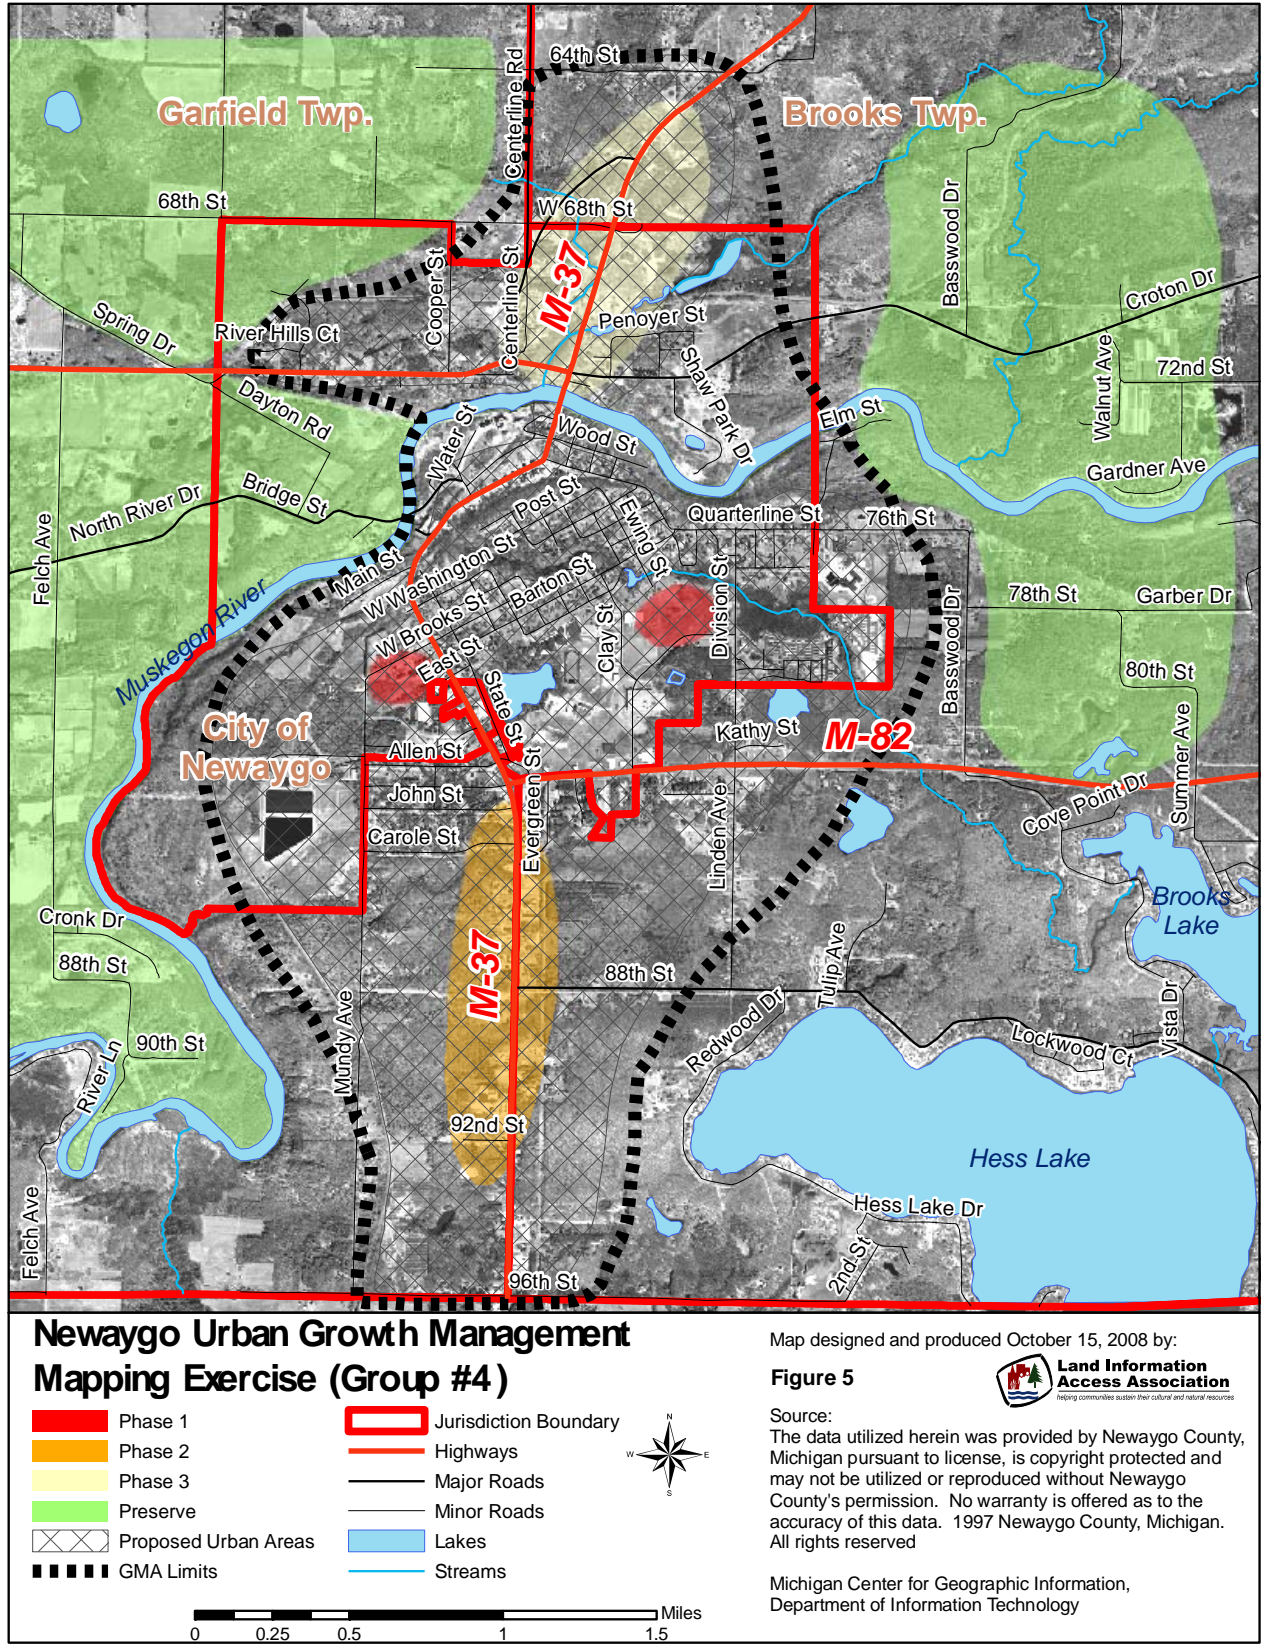 64th St
Centerline Rd
Garfield Twp.
Brooks Twp.
68th St
W 68th St
Basswood Dr
M-37
Cooper St
Centerline St
Croton Dr
Spring Dr
River Hills Ct
Penoyer St
Shaw Park Dr
Walnut Ave
72nd St
Dayton Rd
Water St
Wood St
Elm St
Gardner Ave
Bridge St
North River Dr
Post St
Ewing St
Quarterline St
76th St
Felch Ave
Main St
W Washington St
Barton St
Division St
Muskegon River
W Brooks St
Clay St
78th St
Garber Dr
East St
Basswood Dr
80th St
State St
City of
Newaygo
Kathy St
M-82
Allen St
Summer Ave
John St
Evergreen St
Linden Ave
Cove Point Dr
Carole St
Brooks
Lake
Cronk Dr
88th St
M-37
88th St
Tulip Ave
Redwood Dr
Vista Dr
Lockwood Ct
90th St
River Ln
Mundy Ave
92nd St
Hess Lake
Hess Lake Dr
Felch Ave
2nd St
96th St
Newaygo Urban Growth Management
Mapping Exercise (Group #4)
Phase 1
Phase 2
Phase 3
Preserve
Proposed Urban Areas
GMA Limits
Jurisdiction Boundary
Highways
Major Roads
Minor Roads
Lakes
Streams
N
W E
S
0 0.25 0.5 1 1.5
Miles
Map designed and produced October 15, 2008 by:
Figure 5
Land Information
Access Association
helping communities sustain their cultural and natural resources
Source:
The data utilized herein was provided by Newaygo County,
Michigan pursuant to license, is copyright protected and
may not be utilized or reproduced without Newaygo
County's permission. No warranty is offered as to the
accuracy of this data. 1997 Newaygo County, Michigan.
All rights reserved
Michigan Center for Geographic Information,
Department of Information Technology